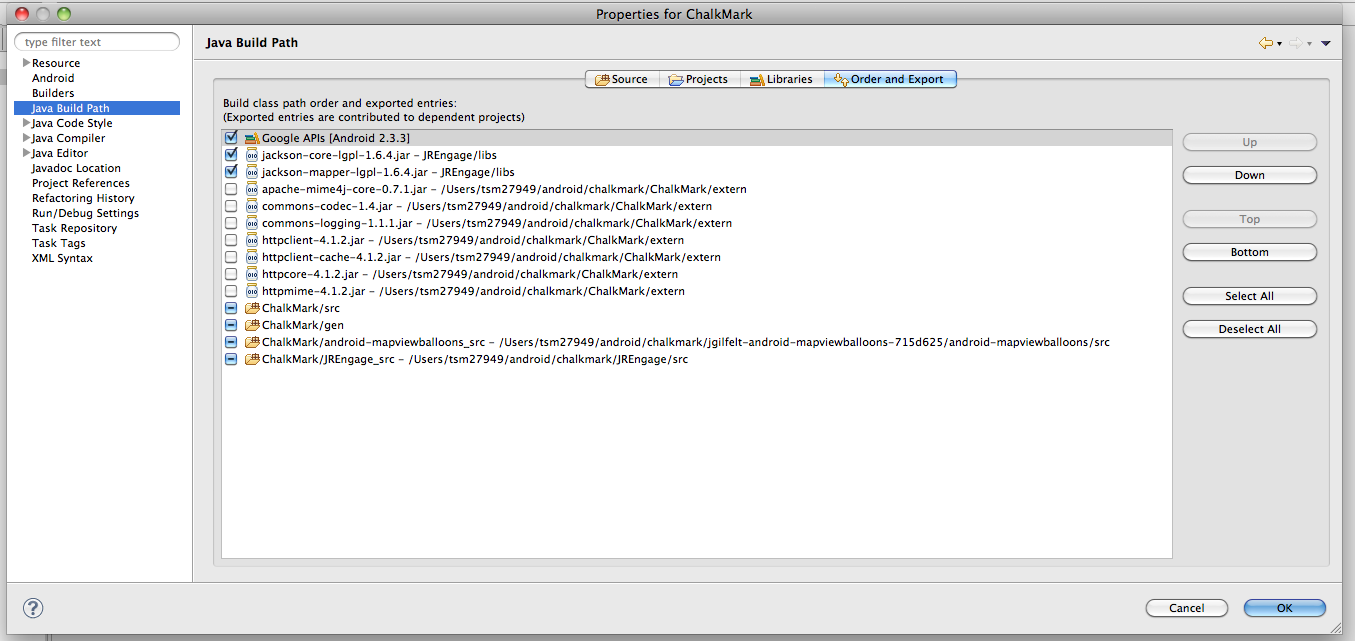 Properties for ChalkMark
type filter text
Resource
Android
Builders
Java Build Path
Java Code Style
Java Compiler
Java Editor
Javadoc Location
Project References
Refactoring History
Run/Debug Settings
Task Repository
Task Tags
XML Syntax
Java Build Path
Source
Projects
Libraries
Order and Export
Build class path order and exported entries:
(Exported entries are contributed to dependent projects)
Google APIs [Android 2.3.3]
jackson-core-lgpl-1.6.4.jar - JREngage/libs
jackson-mapper-lgpl-1.6.4.jar - JREngage/libs
apache-mime4j-core-0.7.1.jar - /Users/tsm27949/android/chalkmark/ChalkMark/extern
commons-codec-1.4.jar - /Users/tsm27949/android/chalkmark/ChalkMark/extern
commons-logging-1.1.1.jar - /Users/tsm27949/android/chalkmark/ChalkMark/extern
httpclient-4.1.2.jar - /Users/tsm27949/android/chalkmark/ChalkMark/extern
httpclient-cache-4.1.2.jar - /Users/tsm27949/android/chalkmark/ChalkMark/extern
httpcore-4.1.2.jar - /Users/tsm27949/android/chalkmark/ChalkMark/extern
httpmime-4.1.2.jar - /Users/tsm27949/android/chalkmark/ChalkMark/extern
ChalkMark/src
ChalkMark/gen
ChalkMark/android-mapviewballoons_src - /Users/tsm27949/android/chalkmark/jgilfelt-android-mapviewballoons-715d625/android-mapviewballoons/src
ChalkMark/JREngage_src - /Users/tsm27949/android/chalkmark/JREngage/src
Up
Down
Top
Bottom
Select All
Deselect All
?
Cancel
OK